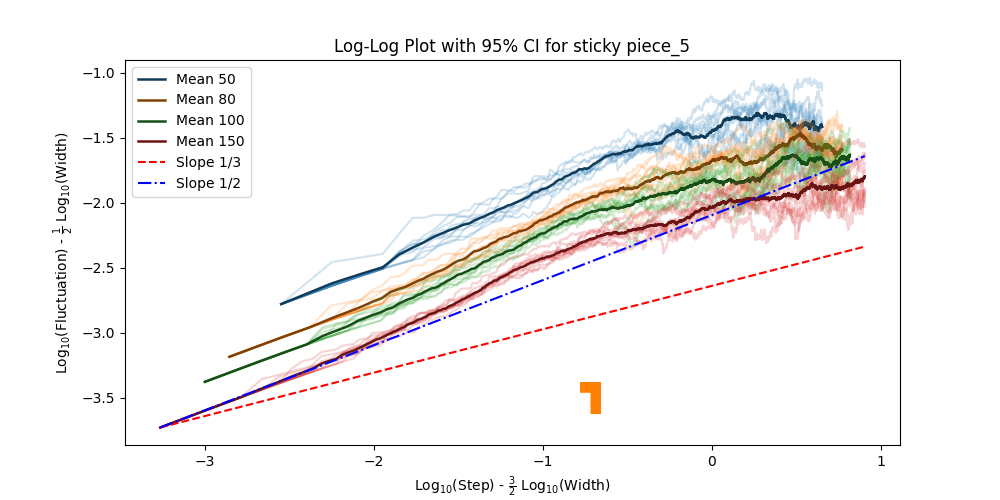 Log-Log Plot with 95% CI for sticky piece_5
Mean 50
Mean 80
Mean 100
Mean 150
Slope 1/3
Slope 1/2
Log10(Fluctuation) - 1/2 Log10(Width)
−1.0
−1.5
−2.0
−2.5
−3.0
−3.5
−3 −2 −1 0 1
Log10(Step) - 3/2 Log10(Width)